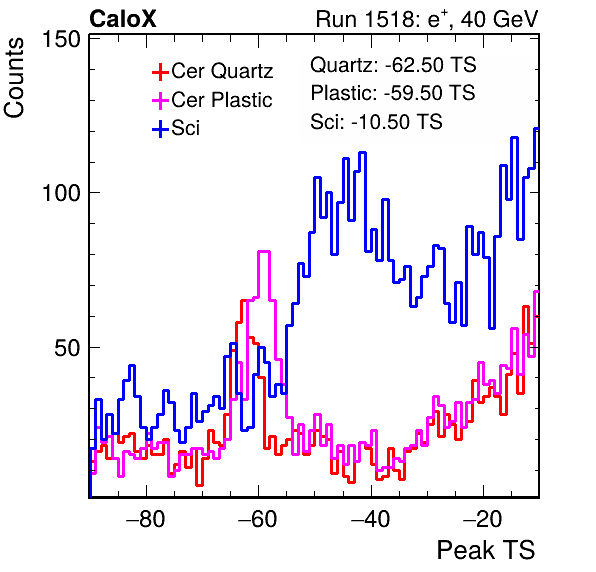 CaloX
Run 1518: e+, 40 GeV
Counts
150
100
50
Cer Quartz
Cer Plastic
Sci
Quartz: -62.50 TS
Plastic: -59.50 TS
Sci: -10.50 TS
−80
−60
−40
−20
Peak TS